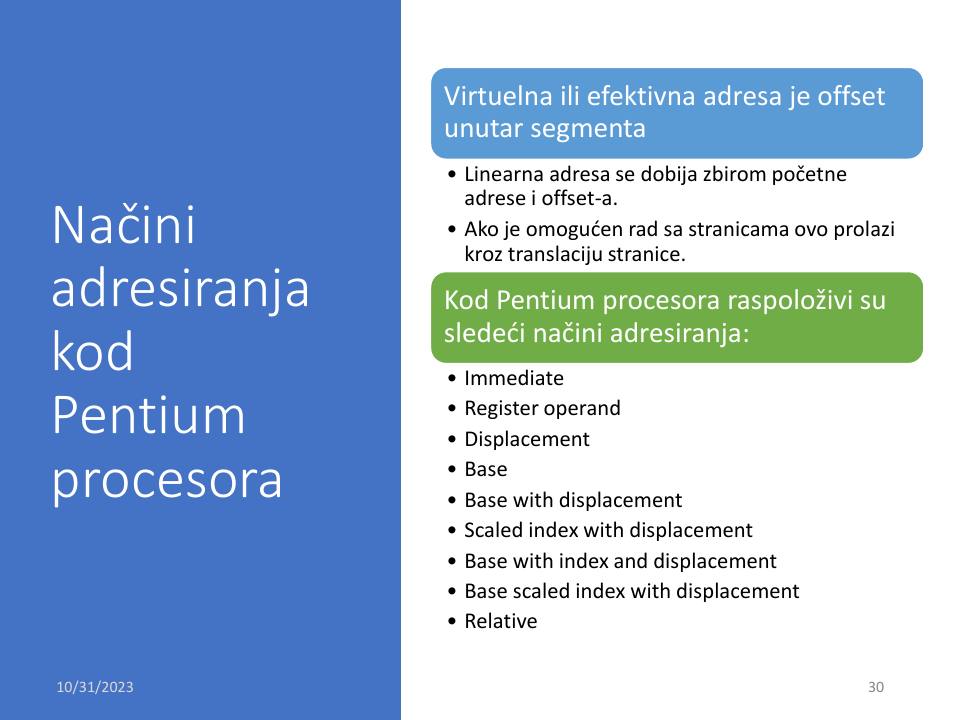 Načini
adresiranja
kod
Pentium
procesora
Virtuelna ili efektivna adresa je offset
unutar segmenta
• Linearna adresa se dobija zbirom početne
adrese i offset-a.
• Ako je omogućen rad sa stranicama ovo prolazi
kroz translaciju stranice.
Kod Pentium procesora raspoloživi su
sledeći načini adresiranja:
• Immediate
• Register operand
• Displacement
• Base
• Base with displacement
• Scaled index with displacement
• Base with index and displacement
• Base scaled index with displacement
• Relative
10/31/2023
30